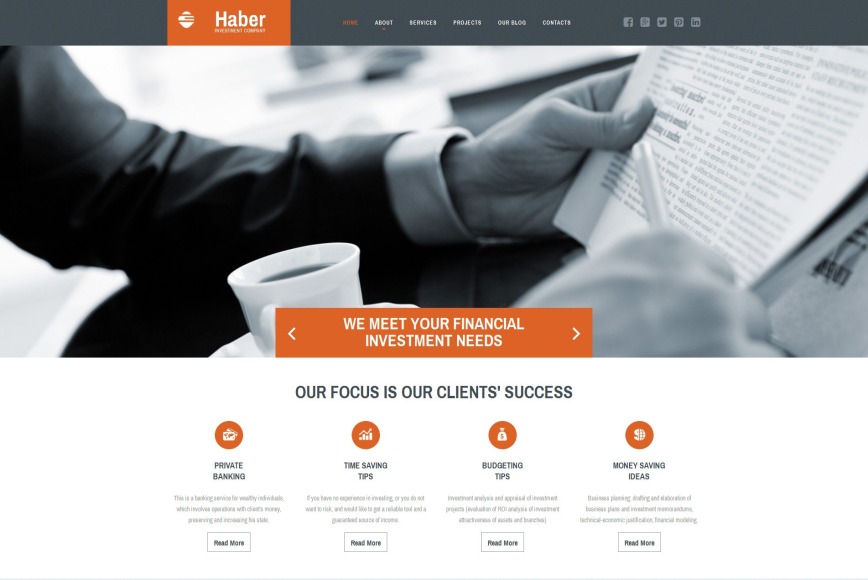 Haber
INVESTMENT COMPANY
HOME ABOUT SERVICES PROJECTS OUR BLOG CONTACTS
WE MEET YOUR FINANCIAL
INVESTMENT NEEDS
OUR FOCUS IS OUR CLIENTS' SUCCESS
PRIVATE
BANKING
This is a banking service for wealthy individuals,
which involves operations with client's money,
preserving and increasing his state.
Read More
TIME SAVING
TIPS
If you have no experience in investing, or you do not
want to risk, and would like to get a reliable tool and a
guaranteed source of income.
Read More
BUDGETING
TIPS
Investment analysis and appraisal of investment
projects (evaluation of ROI analysis of investment
attractiveness of assets and branches)
Read More
MONEY SAVING
IDEAS
Business planning: drafting and elaboration of
business plans and investment memorandums,
technical-economic justification, financial modeling.
Read More